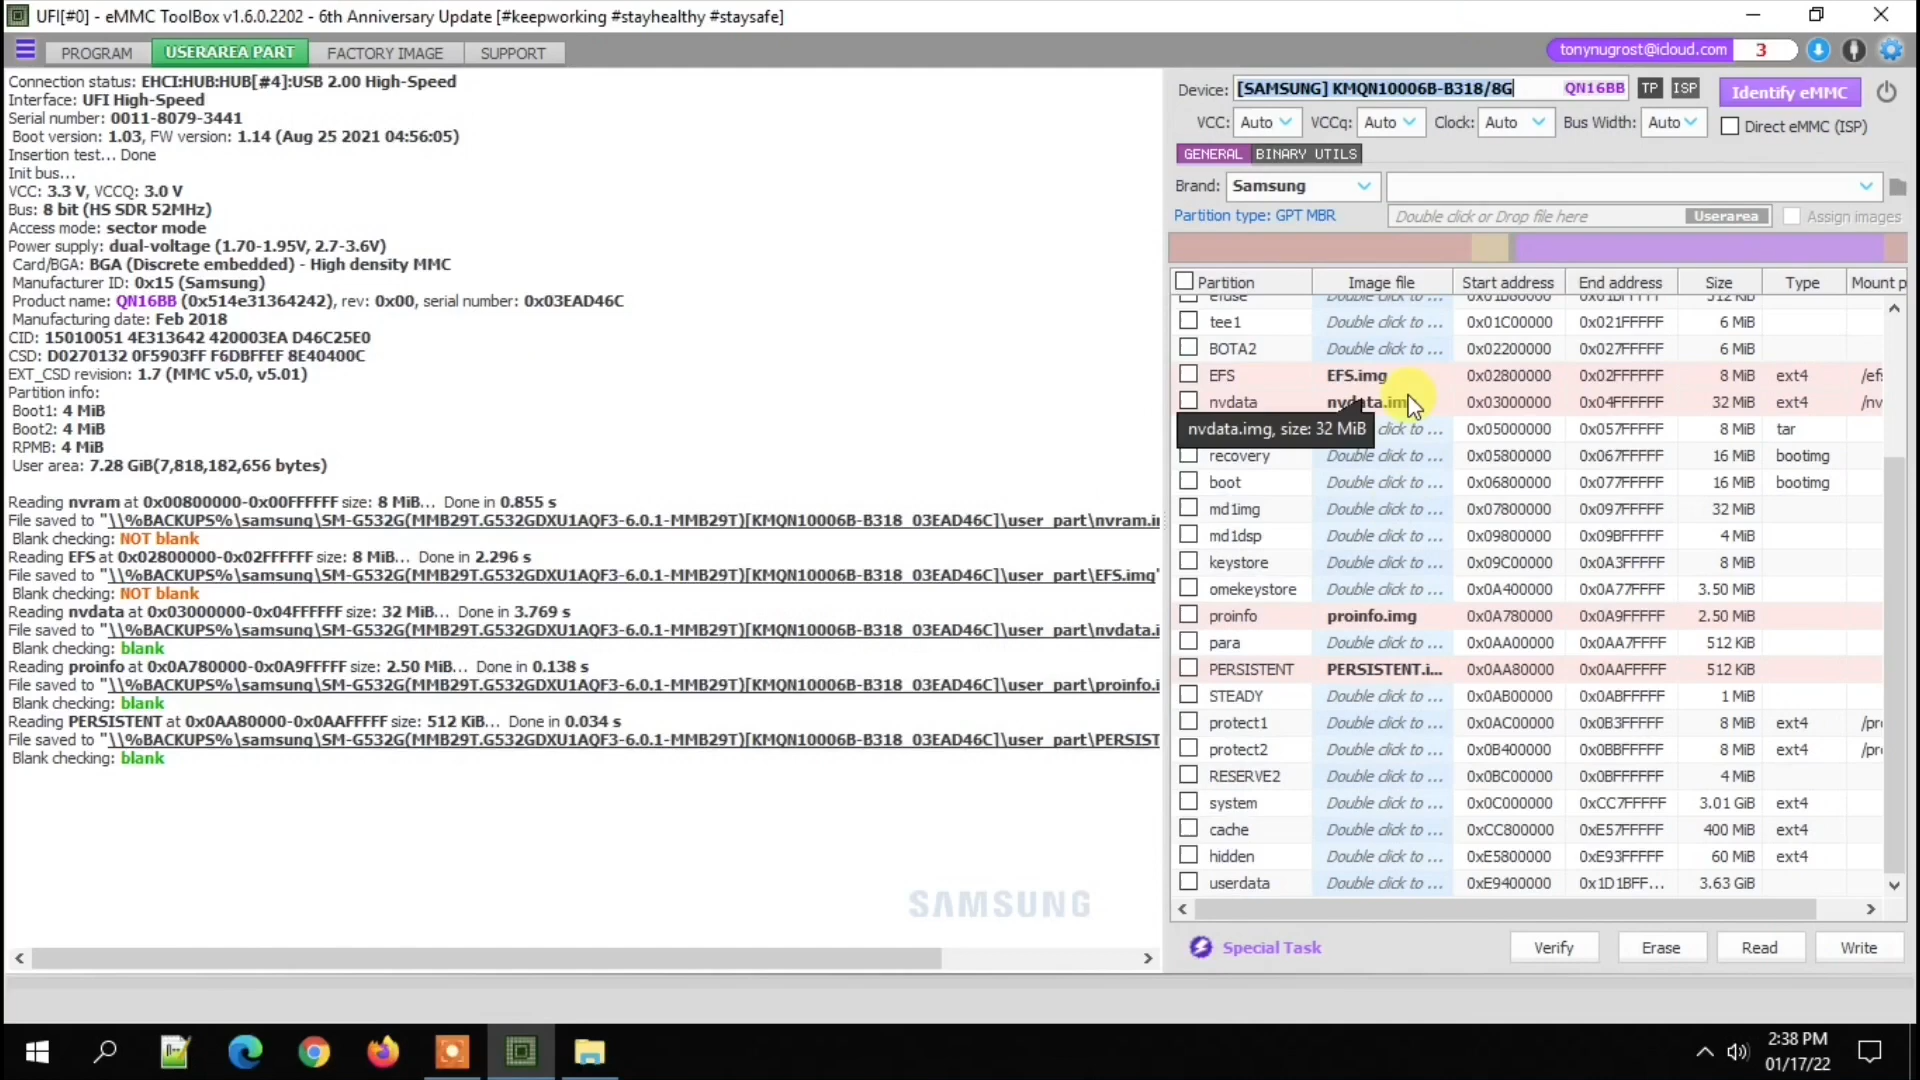 UFI[#0] - eMMC ToolBox v1.6.0.2202 - 6th Anniversary Update [#keepworking #stayhealthy #staysafe]
PROGRAM
USERAREA PART
FACTORY IMAGE
SUPPORT
tonynugrost@icloud.com 3
Connection status: EHCI:HUB:HUB[#4]:USB 2.00 High-Speed
Interface: UFI High-Speed
Serial number: 0011-8079-3441
Boot version: 1.03, FW version: 1.14 (Aug 25 2021 04:56:05)
Insertion test... Done
Init bus...
VCC: 3.3 V, VCCQ: 3.0 V
Bus: 8 bit (HS SDR 52MHz)
Access mode: sector mode
Power supply: dual-voltage (1.70-1.95V, 2.7-3.6V)
Card/BGA: BGA (Discrete embedded) - High density MMC
Manufacturer ID: 0x15 (Samsung)
Product name: QN16BB (0x514e31364242), rev: 0x00, serial number: 0x03EAD46C
Manufacturing date: Feb 2018
CID: 15010051 4E313642 420003EA D46C25E0
CSD: D0270132 0F5903FF F6DBFFEF 8E40400C
EXT_CSD revision: 1.7 (MMC v5.0, v5.01)
Partition info:
Boot1: 4 MiB
Boot2: 4 MiB
RPMB: 4 MiB
User area: 7.28 GiB(7,818,182,656 bytes)
Reading nvram at 0x00800000-0x00FFFFFF size: 8 MiB... Done in 0.855 s
File saved to "\\%BACKUPS%\samsung\SM-G532G(MMB29T.G532GDXU1AQF3-6.0.1-MMB29T)[KMQN10006B-B318_03EAD46C]\user_part\nvram.i
Blank checking: NOT blank
Reading EFS at 0x02800000-0x02FFFFFF size: 8 MiB... Done in 2.296 s
File saved to "\\%BACKUPS%\samsung\SM-G532G(MMB29T.G532GDXU1AQF3-6.0.1-MMB29T)[KMQN10006B-B318_03EAD46C]\user_part\EFS.img"
Blank checking: NOT blank
Reading nvdata at 0x03000000-0x04FFFFFF size: 32 MiB... Done in 3.769 s
File saved to "\\%BACKUPS%\samsung\SM-G532G(MMB29T.G532GDXU1AQF3-6.0.1-MMB29T)[KMQN10006B-B318_03EAD46C]\user_part\nvdata.i
Blank checking: blank
Reading proinfo at 0x0A780000-0x0A9FFFFF size: 2.50 MiB... Done in 0.138 s
File saved to "\\%BACKUPS%\samsung\SM-G532G(MMB29T.G532GDXU1AQF3-6.0.1-MMB29T)[KMQN10006B-B318_03EAD46C]\user_part\proinfo.i
Blank checking: blank
Reading PERSISTENT at 0x0AA80000-0x0AAFFFFF size: 512 KiB... Done in 0.034 s
File saved to "\\%BACKUPS%\samsung\SM-G532G(MMB29T.G532GDXU1AQF3-6.0.1-MMB29T)[KMQN10006B-B318_03EAD46C]\user_part\PERSIST
Blank checking: blank
SAMSUNG
Device: [SAMSUNG] KMQN10006B-B318/8G QN16BB TP ISP Identify eMMC
VCC: Auto VCCq: Auto Clock: Auto Bus Width: Auto Direct eMMC (ISP)
GENERAL BINARY UTILS
Brand: Samsung
Partition type: GPT MBR Double click or Drop file here Userarea Assign images
Partition Image file Start address End address Size Type Mount p
efuse Double click to ... 0x01B80000 0x01BFFFFF 512 KiB
tee1 Double click to ... 0x01C00000 0x021FFFFF 6 MiB
BOTA2 Double click to ... 0x02200000 0x027FFFFF 6 MiB
EFS EFS.img 0x02800000 0x02FFFFFF 8 MiB ext4 /ef
nvdata nvdata.im 0x03000000 0x04FFFFFF 32 MiB ext4 /nv
nvdata.img, size: 32 MiB
click to ... 0x05000000 0x057FFFFF 8 MiB tar
recovery Double click to ... 0x05800000 0x067FFFFF 16 MiB bootimg
boot Double click to ... 0x06800000 0x077FFFFF 16 MiB bootimg
md1img Double click to ... 0x07800000 0x097FFFFF 32 MiB
md1dsp Double click to ... 0x09800000 0x09BFFFFF 4 MiB
keystore Double click to ... 0x09C00000 0x0A3FFFFF 8 MiB
omekeystore Double click to ... 0x0A400000 0x0A77FFFF 3.50 MiB
proinfo proinfo.img 0x0A780000 0x0A9FFFFF 2.50 MiB
para Double click to ... 0x0AA00000 0x0AA7FFFF 512 KiB
PERSISTENT PERSISTENT.i... 0x0AA80000 0x0AAFFFFF 512 KiB
STEADY Double click to ... 0x0AB00000 0x0ABFFFFF 1 MiB
protect1 Double click to ... 0x0AC00000 0x0B3FFFFF 8 MiB ext4 /pr
protect2 Double click to ... 0x0B400000 0x0BBFFFFF 8 MiB ext4 /pr
RESERVE2 Double click to ... 0x0BC00000 0x0BFFFFFF 4 MiB
system Double click to ... 0x0C000000 0xCC7FFFFF 3.01 GiB ext4
cache Double click to ... 0xCC800000 0xE57FFFFF 400 MiB ext4
hidden Double click to ... 0xE5800000 0xE93FFFFF 60 MiB ext4
userdata Double click to ... 0xE9400000 0x1D1BFF... 3.63 GiB
Special Task Verify Erase Read Write
2:38 PM
01/17/22